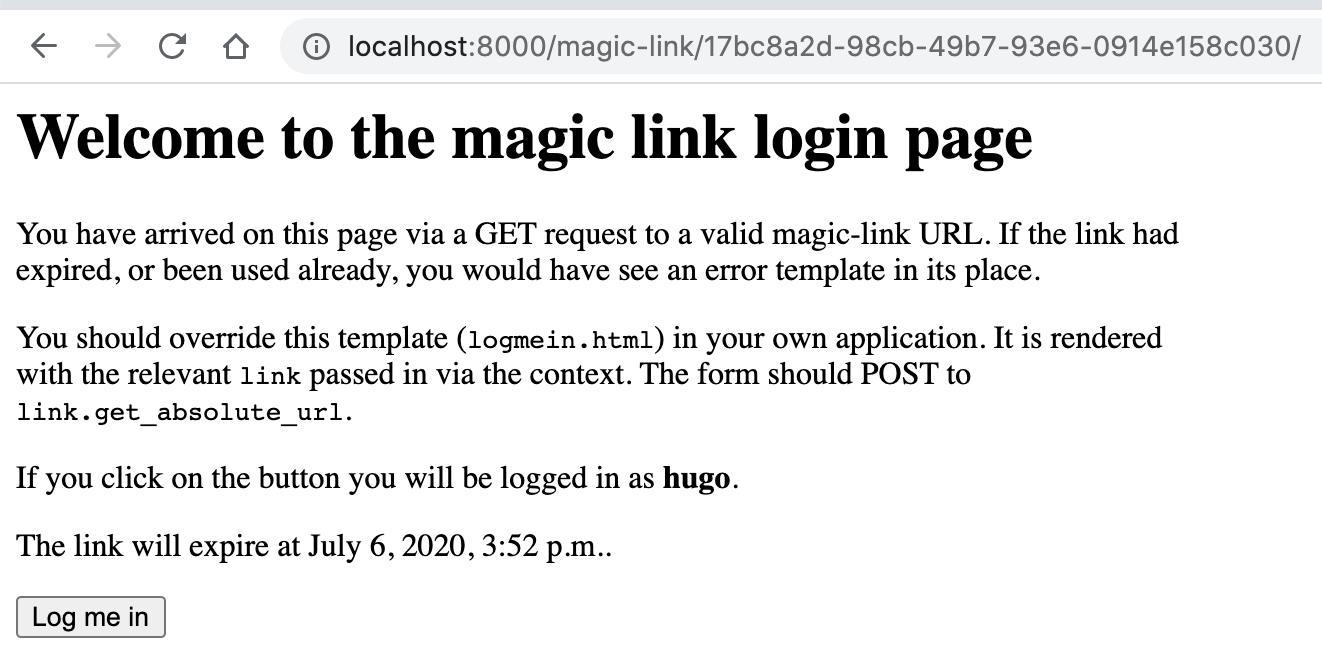 localhost:8000/magic-link/17bc8a2d-98cb-49b7-93e6-0914e158c030/
Welcome to the magic link login page
You have arrived on this page via a GET request to a valid magic-link URL. If the link had
expired, or been used already, you would have see an error template in its place.
You should override this template (logmein.html) in your own application. It is rendered
with the relevant link passed in via the context. The form should POST to
link.get_absolute_url.
If you click on the button you will be logged in as hugo.
The link will expire at July 6, 2020, 3:52 p.m..
Log me in